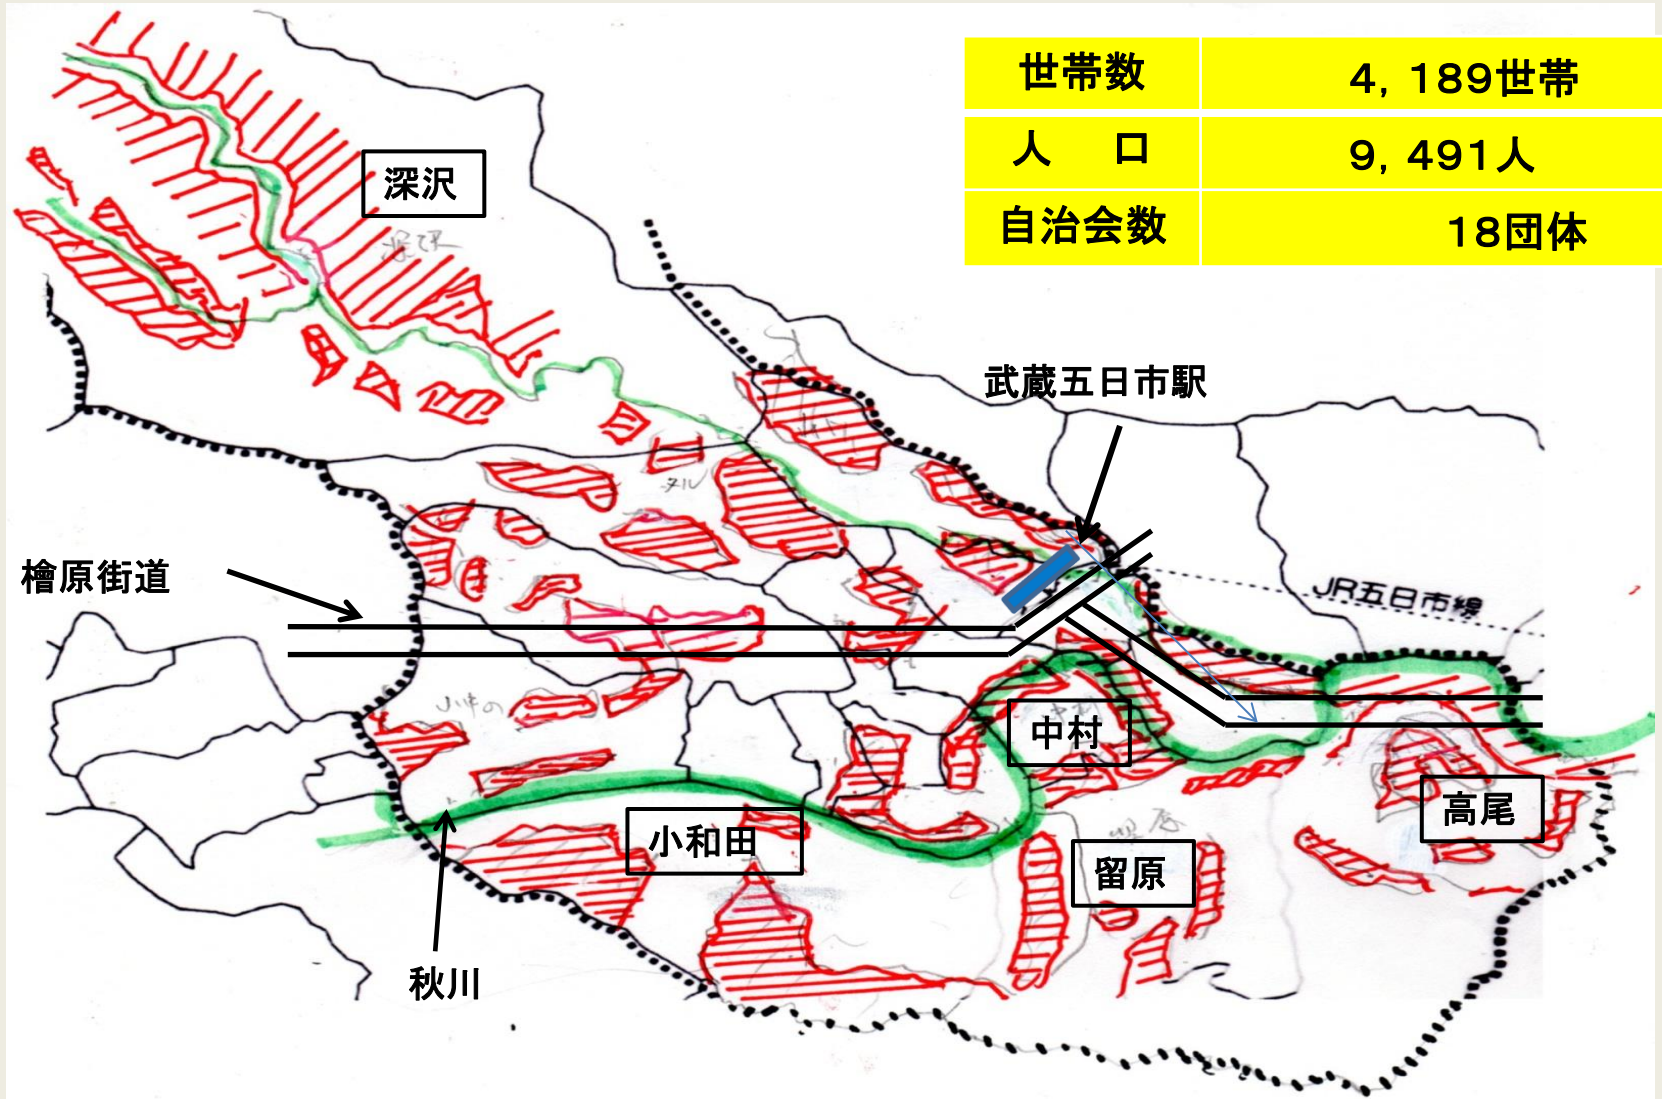 世帯数 4，189世帯
人　口 9，491人
自治会数 18団体
深沢
深沢
武蔵五日市駅
檜原街道
JR五日市線
中村
高尾
小和田
留原
秋川